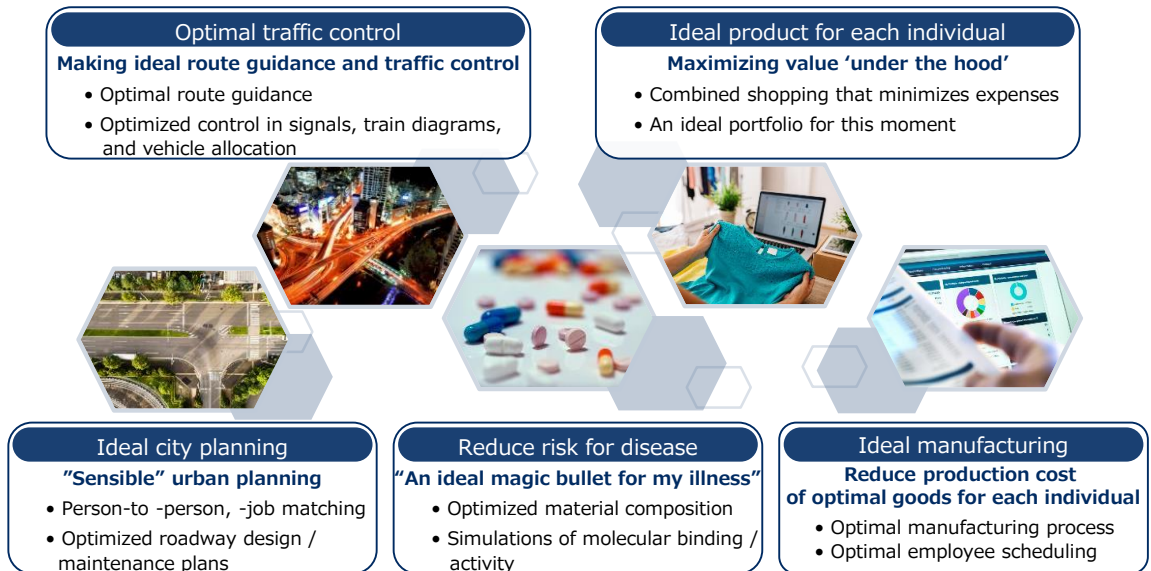 Optimal traffic control
Making ideal route guidance and traffic control
• Optimal route guidance
• Optimized control in signals, train diagrams,
and vehicle allocation
Ideal product for each individual
Maximizing value ‘under the hood’
• Combined shopping that minimizes expenses
• An ideal portfolio for this moment
Ideal city planning
”Sensible” urban planning
• Person-to -person, -job matching
• Optimized roadway design /
maintenance plans
Reduce risk for disease
“An ideal magic bullet for my illness”
• Optimized material composition
• Simulations of molecular binding /
activity
Ideal manufacturing
Reduce production cost
of optimal goods for each individual
• Optimal manufacturing process
• Optimal employee scheduling